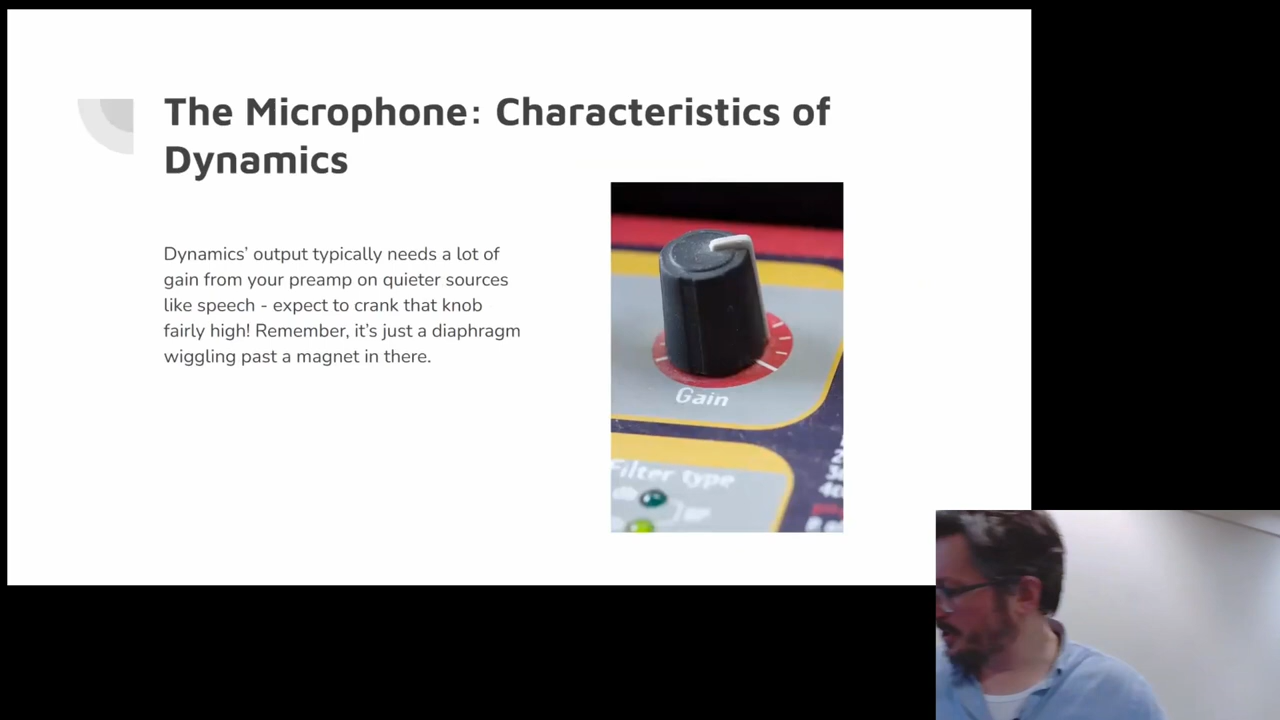 The Microphone: Characteristics of
Dynamics
Dynamics’ output typically needs a lot of
gain from your preamp on quieter sources
like speech - expect to crank that knob
fairly high! Remember, it’s just a diaphragm
wiggling past a magnet in there.
Gain
Filter type